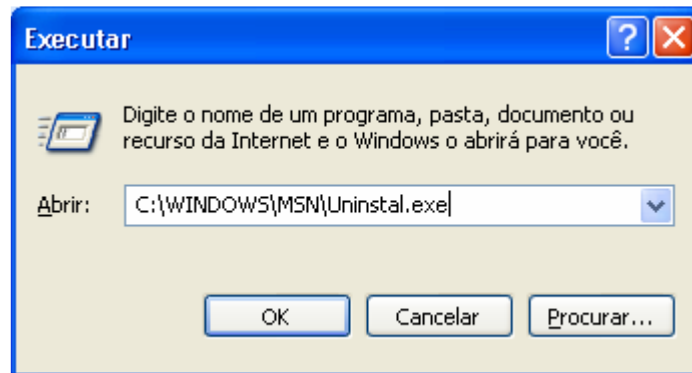 Executar
Digite o nome de um programa, pasta, documento ou
recurso da Internet e o Windows o abrirá para você.
Abrir: C:\WINDOWS\MSN\Uninstal.exe
OK Cancelar Procurar...